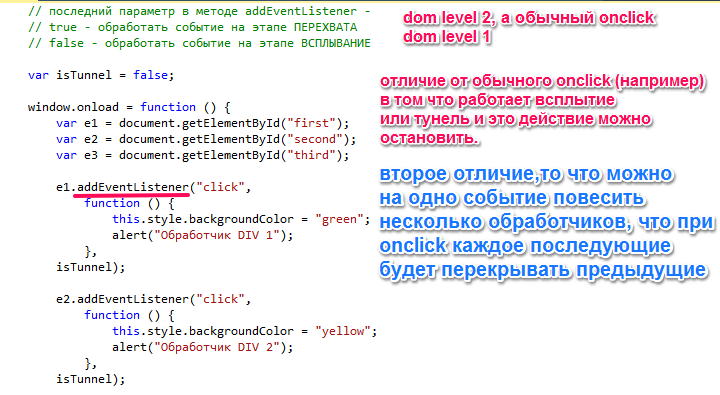 // последний параметр в методе addEventListener -
// true - обработать событие на этапе ПЕРЕХВАТА
// false - обработать событие на этапе ВСПЛЫВАНИЕ
var isTunnel = false;
window.onload = function () {
var e1 = document.getElementById("first");
var e2 = document.getElementById("second");
var e3 = document.getElementById("third");
e1.addEventListener("click",
function () {
this.style.backgroundColor = "green";
alert("Обработчик DIV 1");
},
isTunnel);
e2.addEventListener("click",
function () {
this.style.backgroundColor = "yellow";
alert("Обработчик DIV 2");
},
isTunnel);
dom level 2, а обычный onclick
dom level 1
отличие от обычного onclick (например)
в том что работает всплытие
или тунель и это действие можно
остановить.
второе отличие,то что можно
на одно событие повесить
несколько обработчиков, что при
onclick каждое последующие
будет перекрывать предыдущие